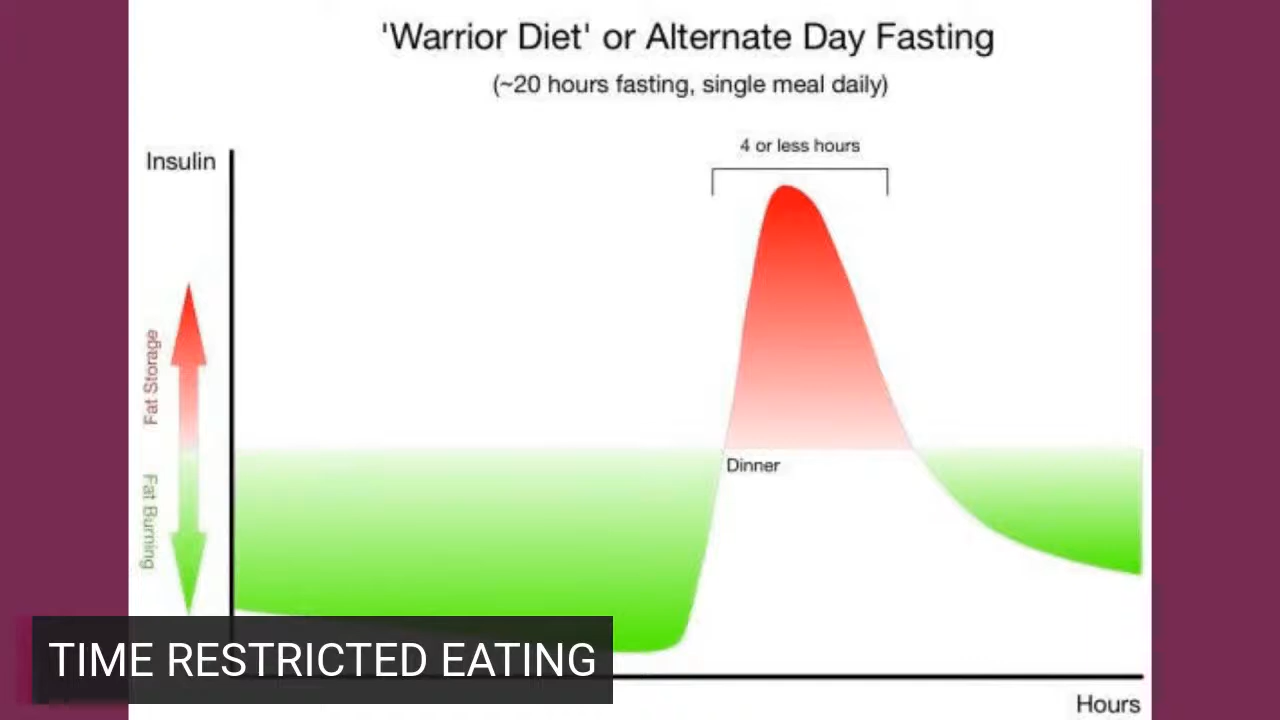 'Warrior Diet' or Alternate Day Fasting
(~20 hours fasting, single meal daily)
4 or less hours
Insulin
Fat Storage
Dinner
Fat Burning
TIME RESTRICTED EATING
Hours